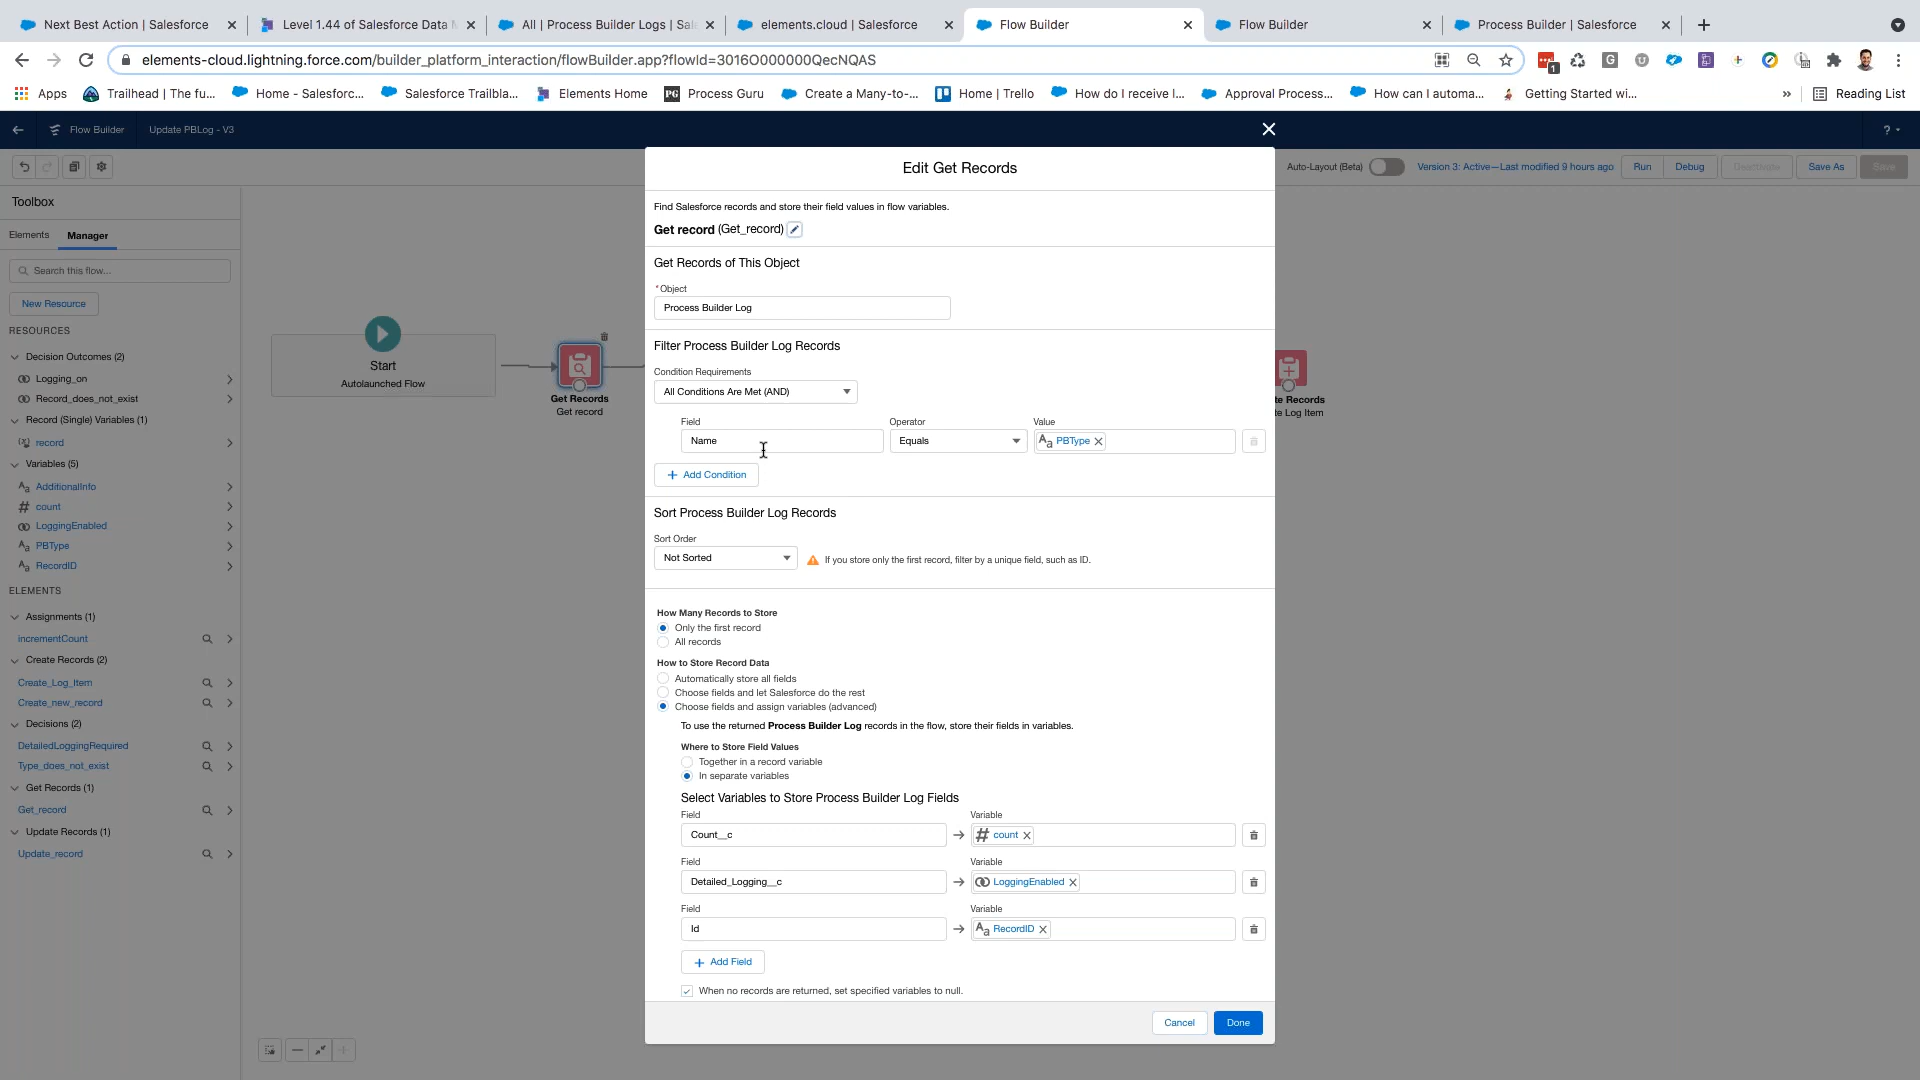 Next Best Action | Salesforce
Level 1.44 of Salesforce Data M
All | Process Builder Logs | Sal
elements.cloud | Salesforce
Flow Builder
Flow Builder
Process Builder | Salesforce
elements-cloud.lightning.force.com/builder_platform_interaction/flowBuilder.app?flowId=3016O000000QecNQAS
1
Apps
Trailhead | The fu...
Home - Salesforc...
Salesforce Trailbla...
Elements Home
PG Process Guru
Create a Many-to-...
Home | Trello
How do I receive I...
Approval Process...
How can I automa...
Getting Started wi...
»
Reading List
Flow Builder
Update PBLog - V3
?
Edit Get Records
Auto-Layout (Beta)
Version 3: Active—Last modified 9 hours ago
Run
Debug
Deactivate
Save As
Save
Toolbox
Elements
Manager
Search this flow...
New Resource
RESOURCES
Decision Outcomes (2)
Logging_on
Record_does_not_exist
Record (Single) Variables (1)
record
Variables (5)
AdditionalInfo
count
LoggingEnabled
PBType
RecordID
ELEMENTS
Assignments (1)
incrementCount
Create Records (2)
Create_Log_Item
Create_new_record
Decisions (2)
DetailedLoggingRequired
Type_does_not_exist
Get Records (1)
Get_record
Update Records (1)
Update_record
Start
Autolaunched Flow
Get Records
Get record
te Records
te Log Item
Find Salesforce records and store their field values in flow variables.
Get record (Get_record)
Get Records of This Object
*Object
Process Builder Log
Filter Process Builder Log Records
Condition Requirements
All Conditions Are Met (AND)
Field
Operator
Value
Name
Equals
Aa PBType
+ Add Condition
Sort Process Builder Log Records
Sort Order
Not Sorted
If you store only the first record, filter by a unique field, such as ID.
How Many Records to Store
Only the first record
All records
How to Store Record Data
Automatically store all fields
Choose fields and let Salesforce do the rest
Choose fields and assign variables (advanced)
To use the returned Process Builder Log records in the flow, store their fields in variables.
Where to Store Field Values
Together in a record variable
In separate variables
Select Variables to Store Process Builder Log Fields
Field
Variable
Count__c
count
Field
Variable
Detailed_Logging__c
LoggingEnabled
Field
Variable
Id
Aa RecordID
+ Add Field
When no records are returned, set specified variables to null.
Cancel
Done